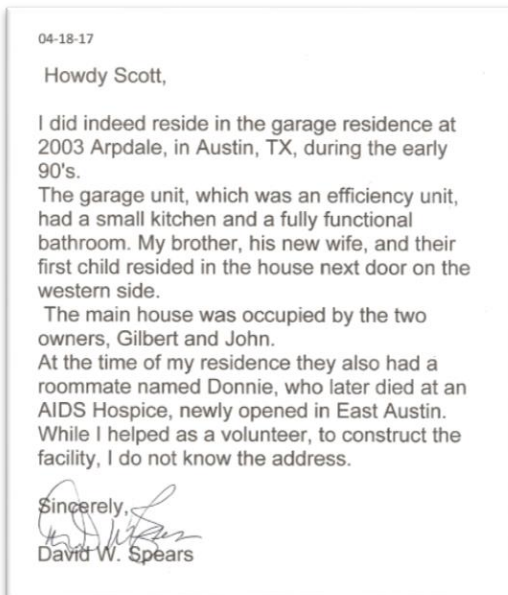 04-18-17
Howdy Scott,
I did indeed reside in the garage residence at
2003 Arpdale, in Austin, TX, during the early
90's.
The garage unit, which was an efficiency unit,
had a small kitchen and a fully functional
bathroom. My brother, his new wife, and their
first child resided in the house next door on the
western side.
The main house was occupied by the two
owners, Gilbert and John.
At the time of my residence they also had a
roommate named Donnie, who later died at an
AIDS Hospice, newly opened in East Austin.
While I helped as a volunteer, to construct the
facility, I do not know the address.
Sincerely,
David W. Spears